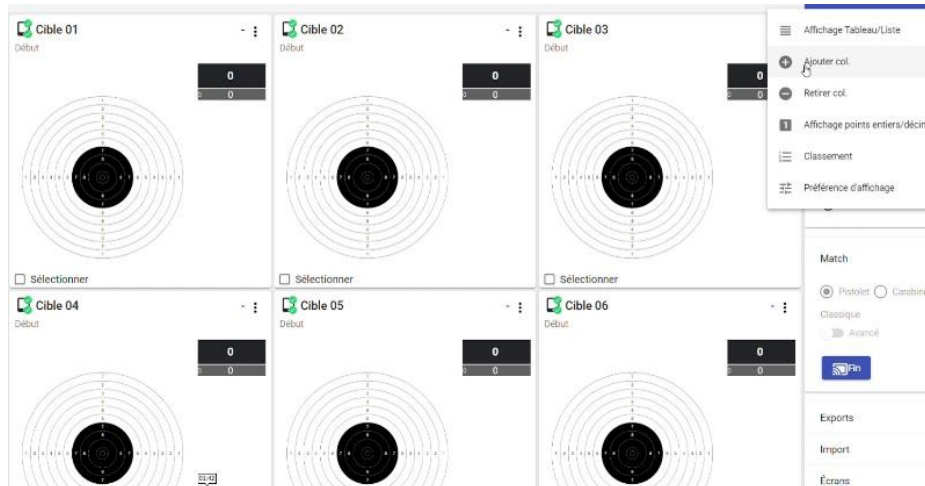 Cible 01
-
Début
0
0
Sélectionner
Cible 02
-
Début
0
0
Sélectionner
Cible 03
Début
0
0
Sélectionner
Affichage Tableau/Liste
Ajouter col.
Retirer col.
Affichage points entiers/décim
Classement
Préférence d'affichage
Cible 04
-
Début
0
0
Cible 05
-
Début
0
0
Cible 06
-
Début
0
0
01:42
Match
Pistolet
Carabine
Classique
Avancé
Fin
Exports
Import
Écrans